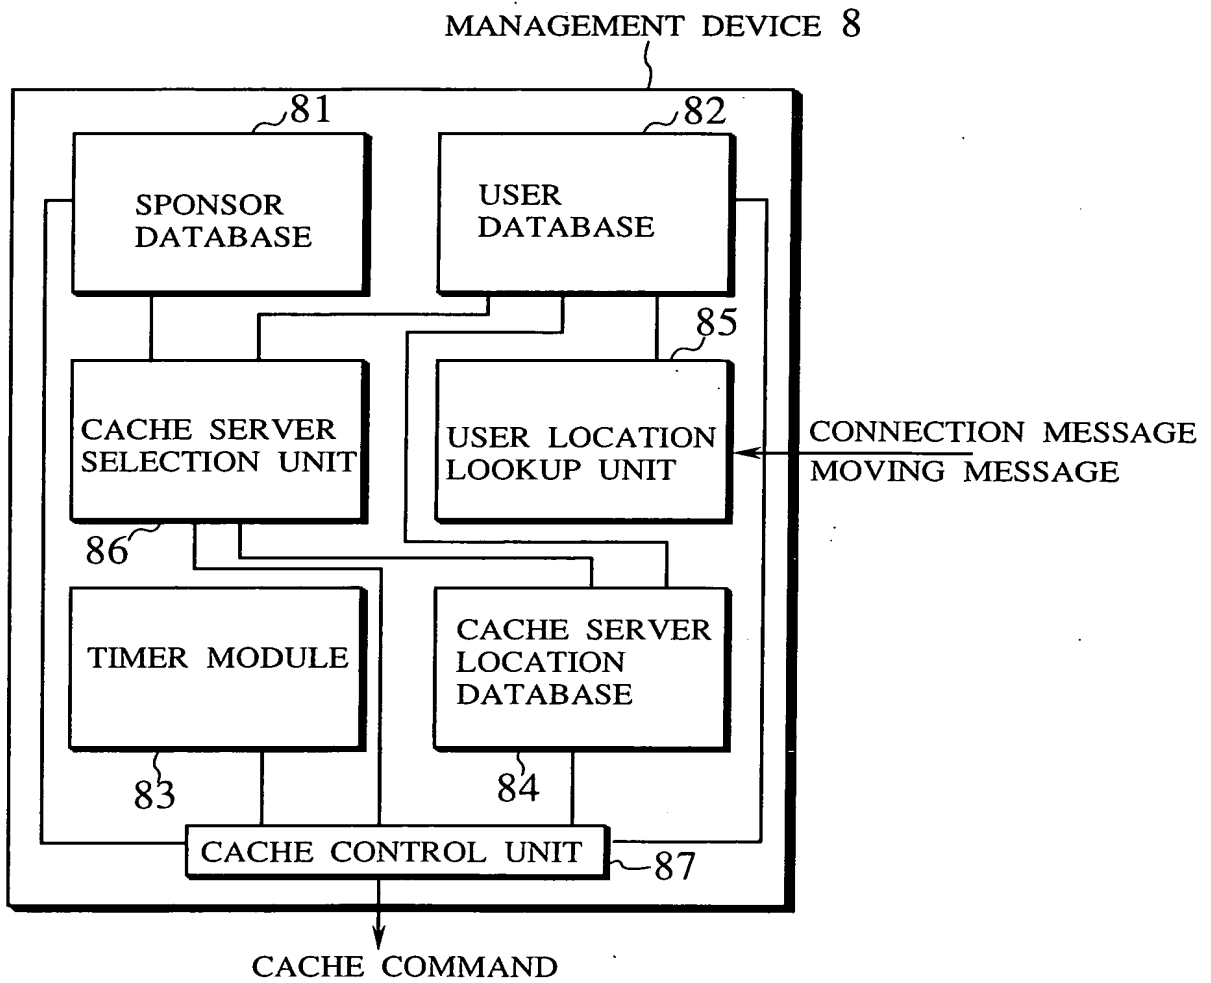 MANAGEMENT DEVICE 8
81
82
SPONSOR
DATABASE
USER
DATABASE
85
CACHE SERVER
SELECTION UNIT
USER LOCATION
LOOKUP UNIT
CONNECTION MESSAGE
MOVING MESSAGE
86
TIMER MODULE
CACHE SERVER
LOCATION
DATABASE
83
84
CACHE CONTROL UNIT
87
CACHE COMMAND